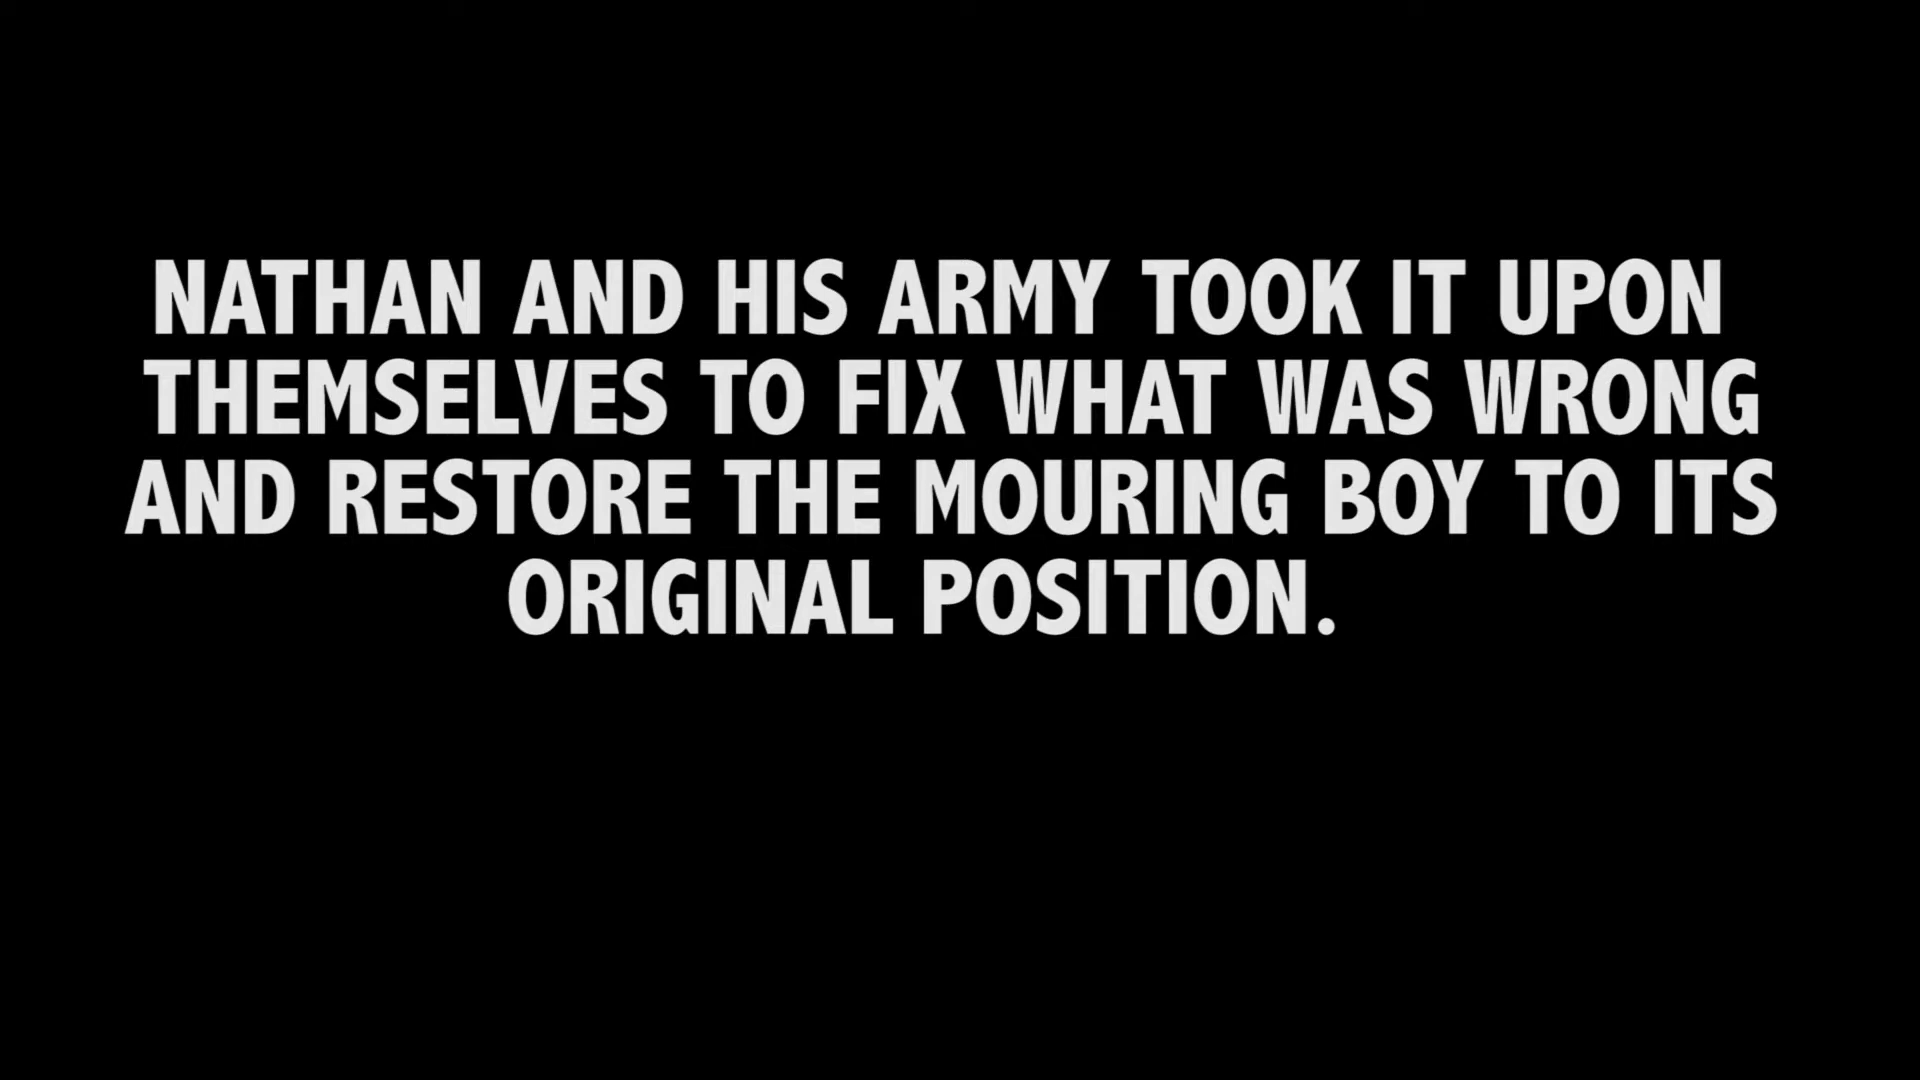 NATHAN AND HIS ARMY TOOK IT UPON
THEMSELVES TO FIX WHAT WAS WRONG
AND RESTORE THE MOURING BOY TO ITS
ORIGINAL POSITION.